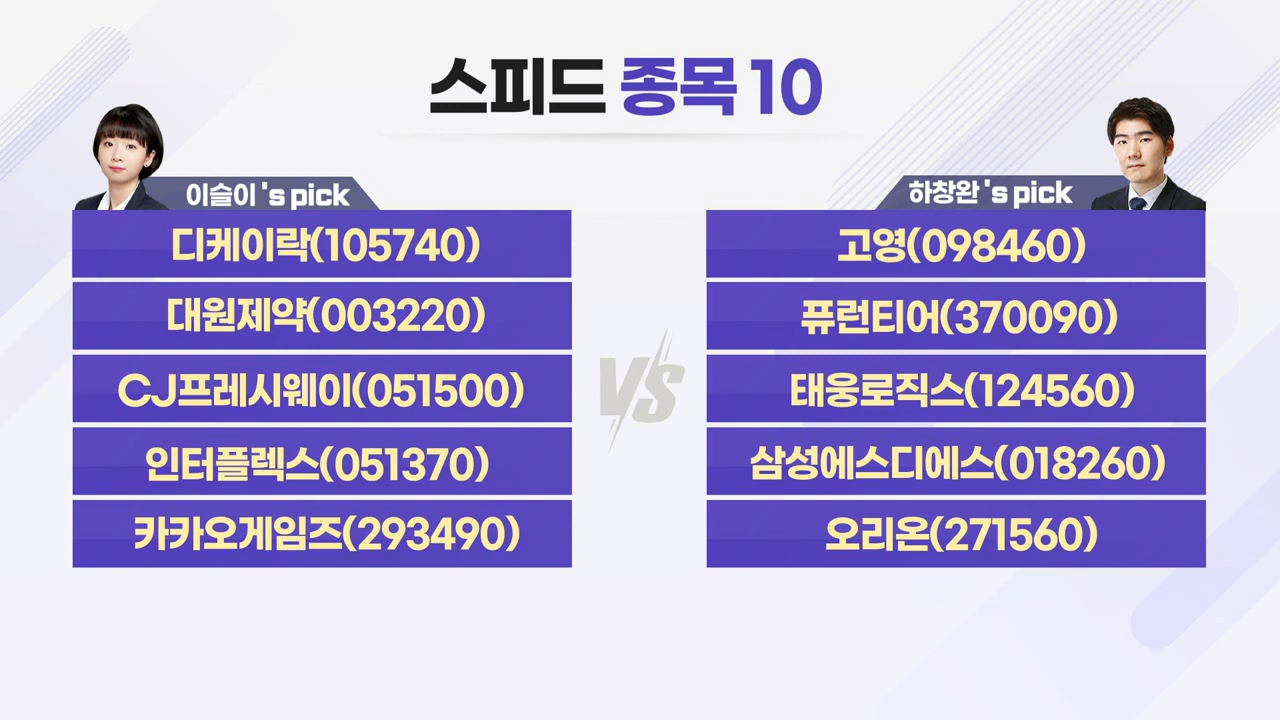 스피드 종목 10
이슬이 's pick
디케이락(105740)
대원제약(003220)
CJ프레시웨이(051500)
인터플렉스(051370)
카카오게임즈(293490)
VS
하창완 's pick
고영(098460)
퓨런티어(370090)
태웅로직스(124560)
삼성에스디에스(018260)
오리온(271560)